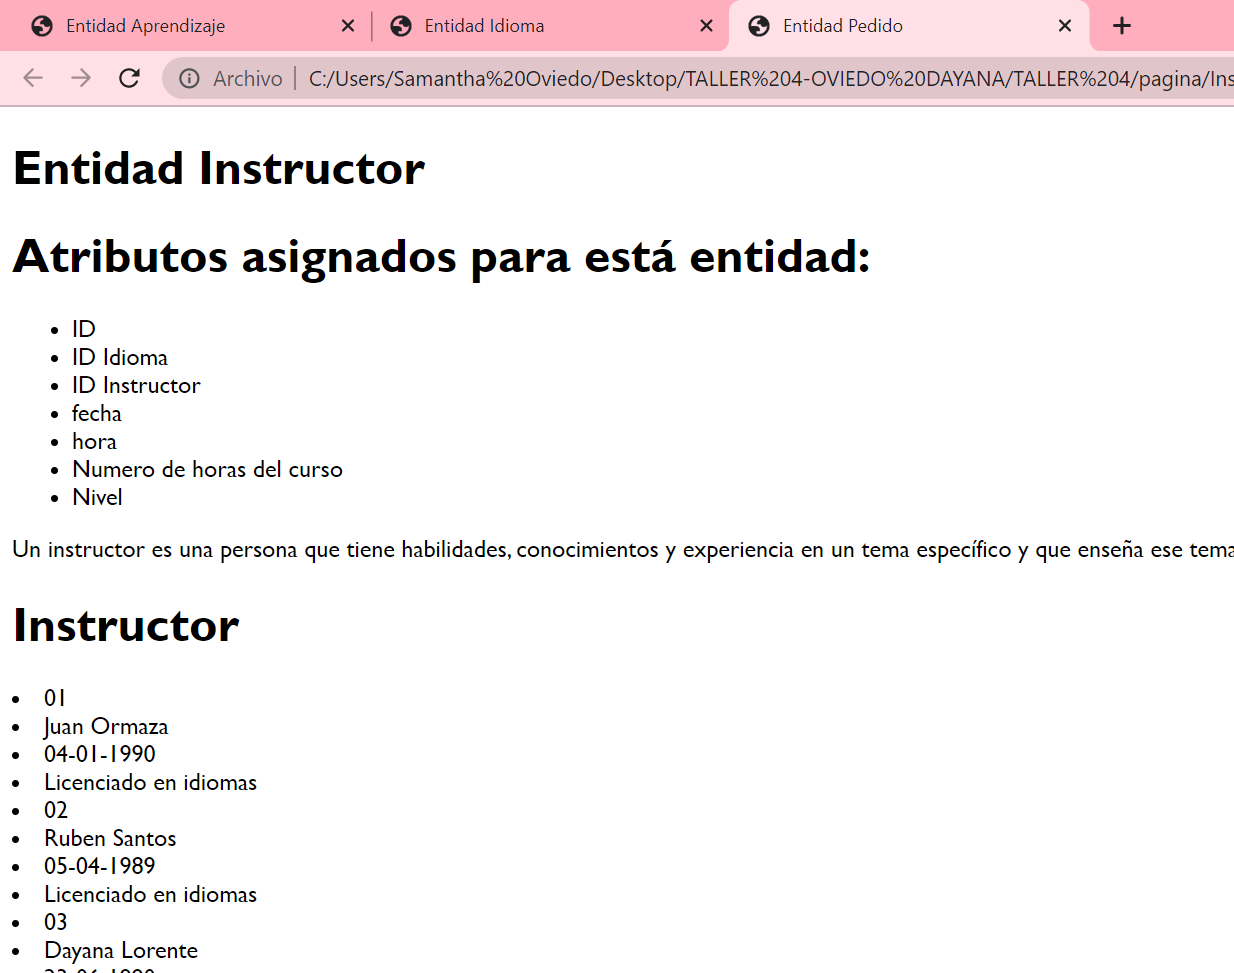 Entidad Aprendizaje
Entidad Idioma
Entidad Pedido
Archivo
C:/Users/Samantha%20Oviedo/Desktop/TALLER%204-OVIEDO%20DAYANA/TALLER%204/pagina/Ins
Entidad Instructor
Atributos asignados para está entidad:
ID
ID Idioma
ID Instructor
fecha
hora
Numero de horas del curso
Nivel
Un instructor es una persona que tiene habilidades, conocimientos y experiencia en un tema específico y que enseña ese tema
Instructor
01
Juan Ormaza
04-01-1990
Licenciado en idiomas
02
Ruben Santos
05-04-1989
Licenciado en idiomas
03
Dayana Lorente